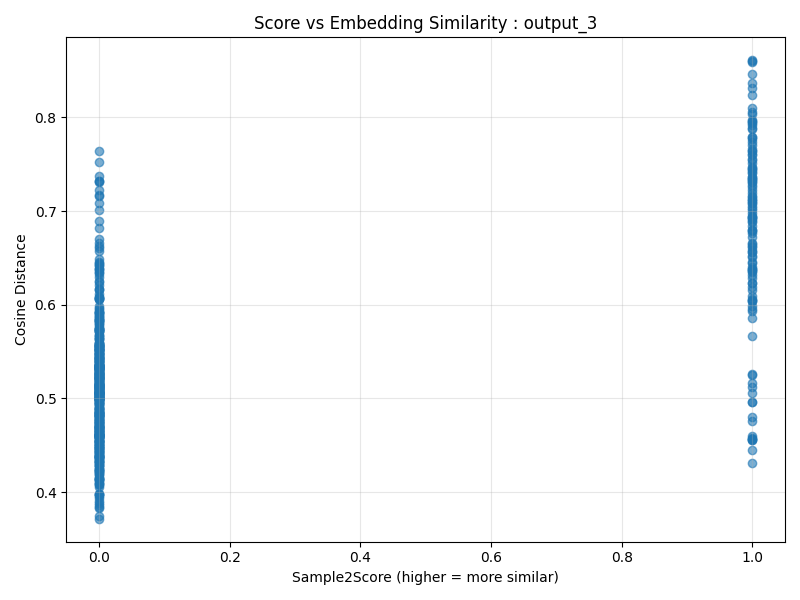 Score vs Embedding Similarity : output_3
Cosine Distance
0.8
0.7
0.6
0.5
0.4
0.0 0.2 0.4 0.6 0.8 1.0
Sample2Score (higher = more similar)